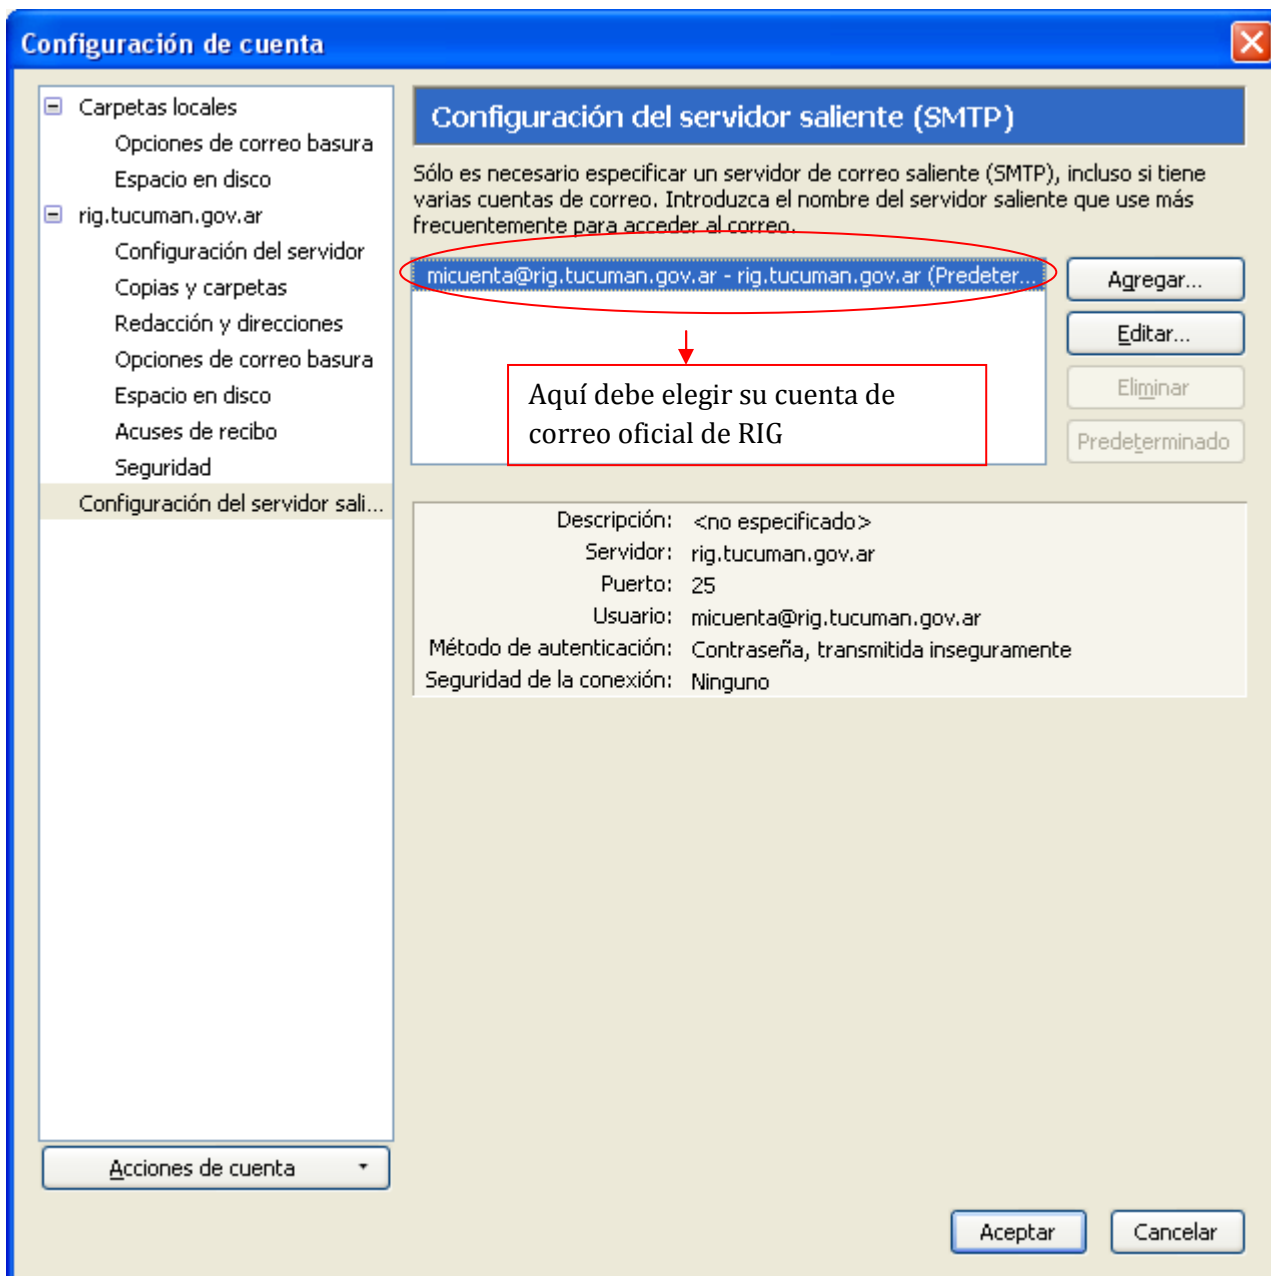 Configuración de cuenta
Carpetas locales
Opciones de correo basura
Espacio en disco
rig.tucuman.gov.ar
Configuración del servidor
Copias y carpetas
Redacción y direcciones
Opciones de correo basura
Espacio en disco
Acuses de recibo
Seguridad
Configuración del servidor sali...
Acciones de cuenta
Configuración del servidor saliente (SMTP)
Sólo es necesario especificar un servidor de correo saliente (SMTP), incluso si tiene
varias cuentas de correo. Introduzca el nombre del servidor saliente que use más
frecuentemente para acceder al correo.
micuenta@rig.tucuman.gov.ar - rig.tucuman.gov.ar (Predeter...
Agregar...
Editar...
Eliminar
Predeterminado
Aquí debe elegir su cuenta de
correo oficial de RIG
Descripción: <no especificado>
Servidor: rig.tucuman.gov.ar
Puerto: 25
Usuario: micuenta@rig.tucuman.gov.ar
Método de autenticación: Contraseña, transmitida inseguramente
Seguridad de la conexión: Ninguno
Aceptar
Cancelar